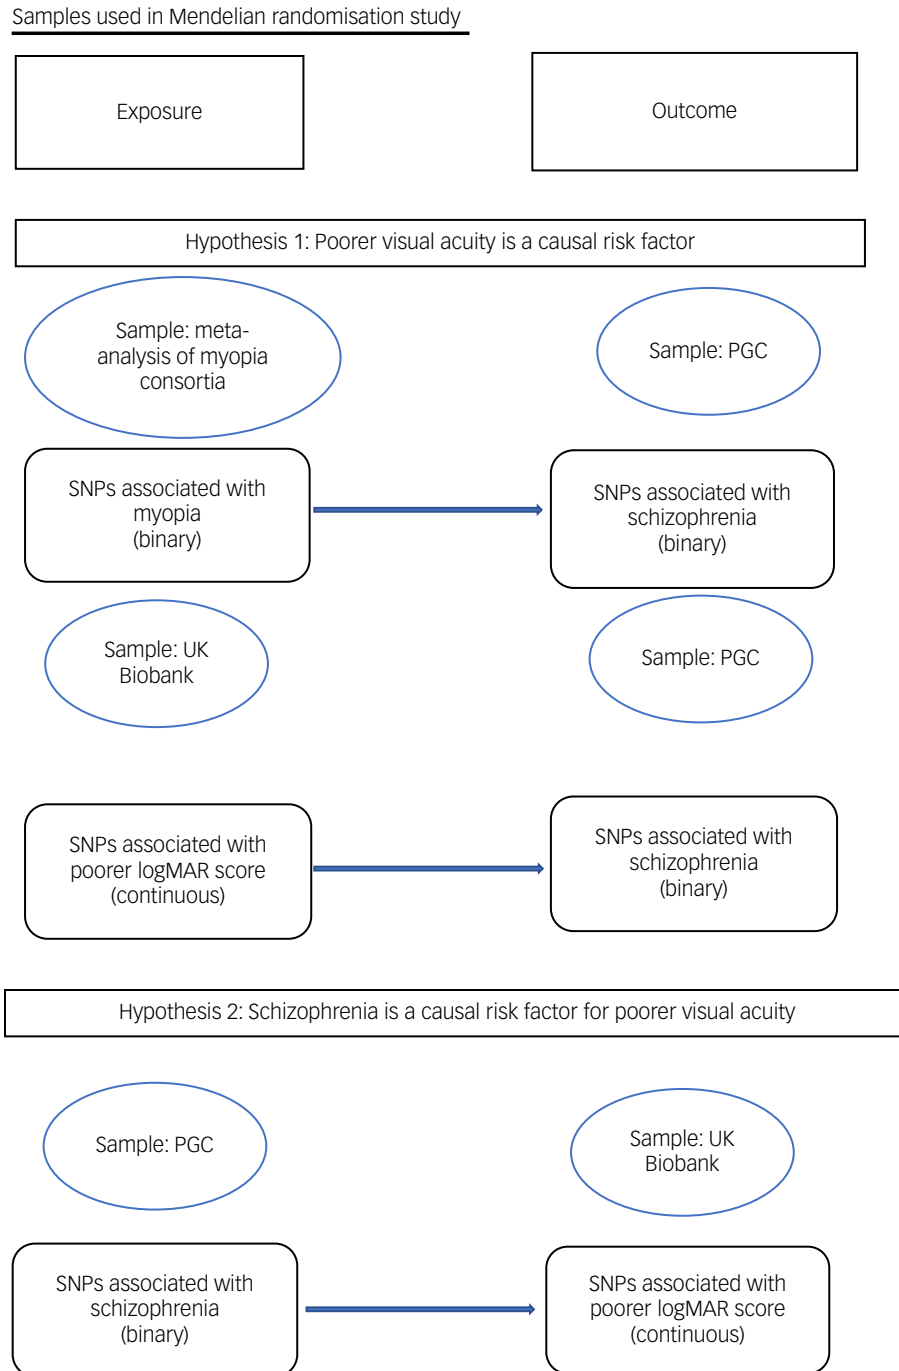 Samples used in Mendelian randomisation study
Exposure
Outcome
Hypothesis 1: Poorer visual acuity is a causal risk factor
Sample: meta-
analysis of myopia
consortia
Sample: PGC
SNPs associated with
myopia
(binary)
SNPs associated with
schizophrenia
(binary)
Sample: UK
Biobank
Sample: PGC
SNPs associated with
poorer logMAR score
(continuous)
SNPs associated with
schizophrenia
(binary)
Hypothesis 2: Schizophrenia is a causal risk factor for poorer visual acuity
Sample: PGC
Sample: UK
Biobank
SNPs associated with
schizophrenia
(binary)
SNPs associated with
poorer logMAR score
(continuous)